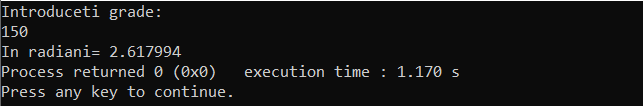 Introduceti grade:
150
In radiani= 2.617994
Process returned 0 (0x0)   execution time : 1.170 s
Press any key to continue.